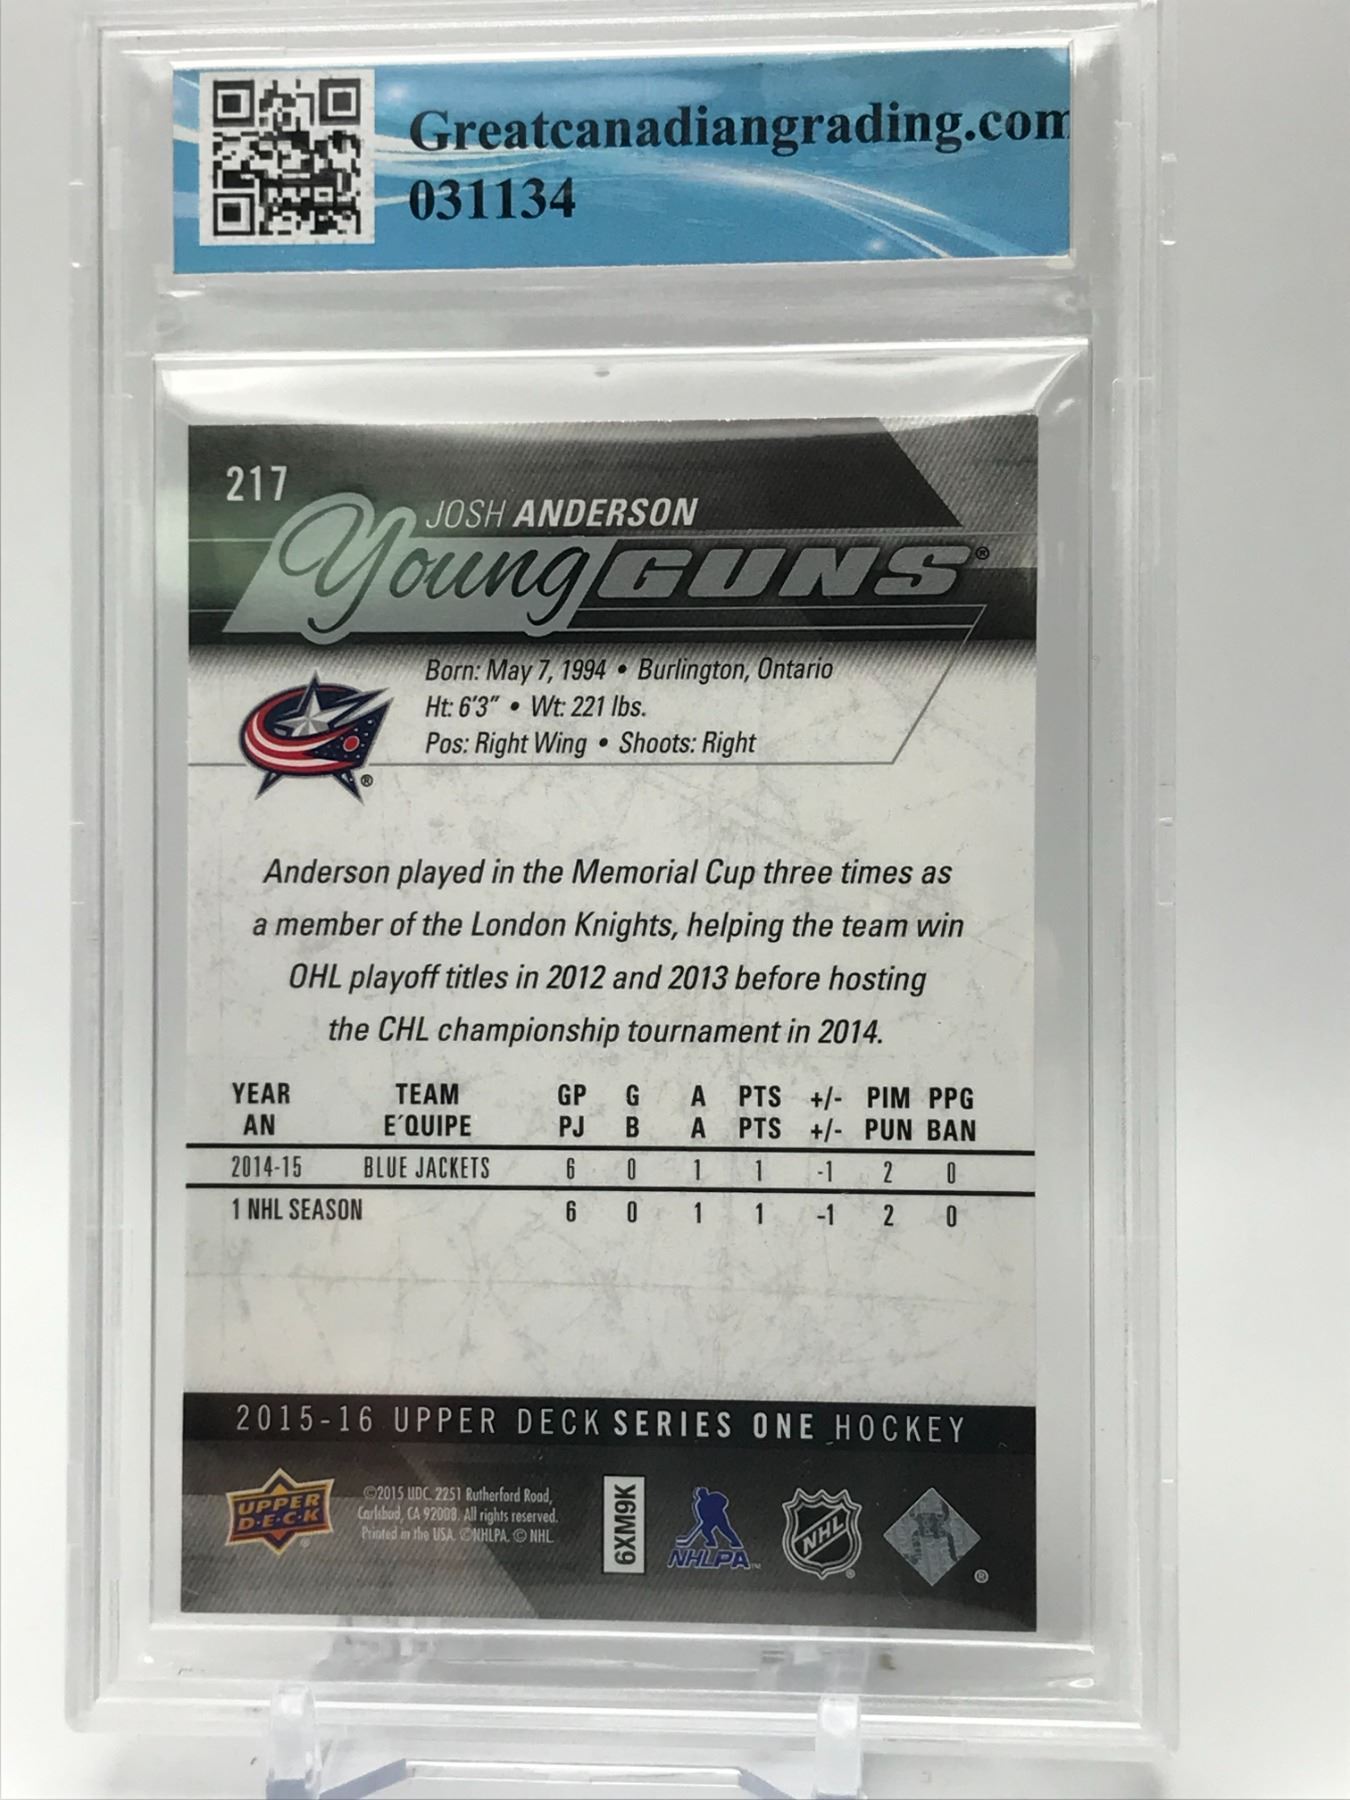 Greatcanadiangrading.com
031134
217
JOSH ANDERSON
Young GUNS®
Born: May 7, 1994 • Burlington, Ontario
Ht: 6'3" • Wt: 221 lbs.
Pos: Right Wing • Shoots: Right
®
Anderson played in the Memorial Cup three times as
a member of the London Knights, helping the team win
OHL playoff titles in 2012 and 2013 before hosting
the CHL championship tournament in 2014.
YEAR TEAM GP G A PTS +/- PIM PPG
AN E´QUIPE PJ B A PTS +/- PUN BAN
2014-15 BLUE JACKETS 6 0 1 1 -1 2 0
1 NHL SEASON 6 0 1 1 -1 2 0
2015-16 UPPER DECK SERIES ONE HOCKEY
UPPER
D·E·C·K
©2015 UDC. 2251 Rutherford Road,
Carlsbad, CA 92008. All rights reserved.
Printed in the USA. ©NHLPA. © NHL.
6XM9K
NHLPA™
NHL®
®